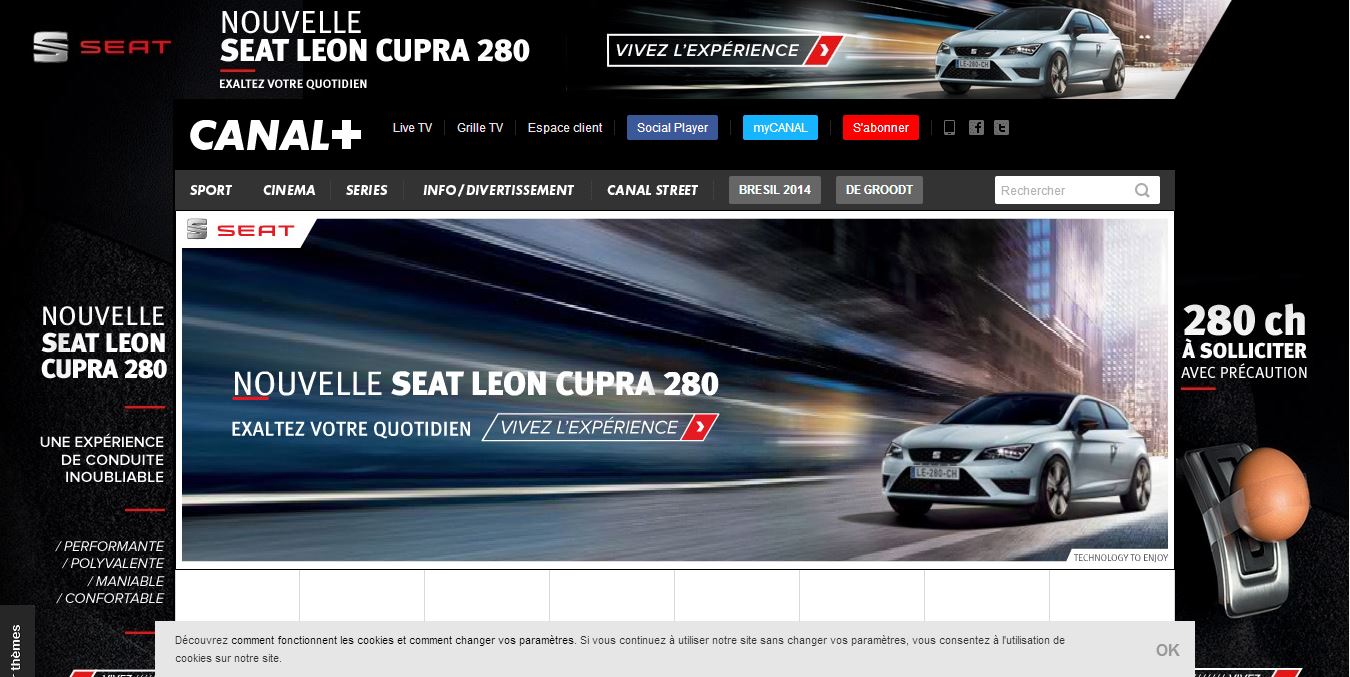 SEAT
NOUVELLE
SEAT LEON CUPRA 280
EXALTEZ VOTRE QUOTIDIEN
VIVEZ L'EXPÉRIENCE
LE-280-CH
CANAL+
Live TV
Grille TV
Espace client
Social Player
myCANAL
S'abonner
SPORT
CINEMA
SERIES
INFO/DIVERTISSEMENT
CANAL STREET
BRESIL 2014
DE GROODT
Rechercher
SEAT
NOUVELLE SEAT LEON CUPRA 280
EXALTEZ VOTRE QUOTIDIEN
VIVEZ L'EXPÉRIENCE
LE-280-CH
TECHNOLOGY TO ENJOY
NOUVELLE
SEAT LEON
CUPRA 280
UNE EXPÉRIENCE
DE CONDUITE
INOUBLIABLE
/ PERFORMANTE
/ POLYVALENTE
/ MANIABLE
/ CONFORTABLE
280 ch
À SOLLICITER
AVEC PRÉCAUTION
thèmes
Découvrez comment fonctionnent les cookies et comment changer vos paramètres. Si vous continuez à utiliser notre site sans changer vos paramètres, vous consentez à l'utilisation de
cookies sur notre site.
OK